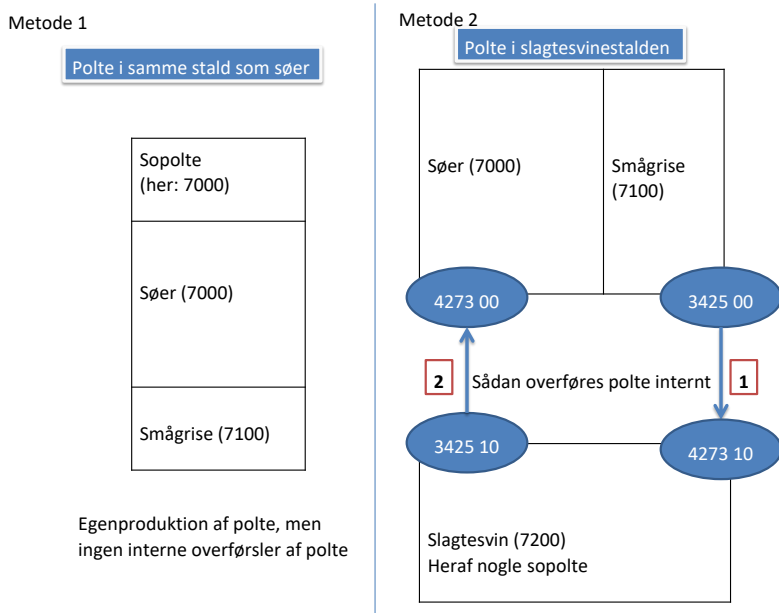 Metode 1
Polte i samme stald som søer
Sopolte
(her: 7000)
Søer (7000)
Smågrise (7100)
Egenproduktion af polte, men
ingen interne overførsler af polte
Metode 2
Polte i slagtesvinestalden
Søer (7000)
Smågrise
(7100)
4273 00
3425 00
2
Sådan overføres polte internt
1
3425 10
4273 10
Slagtesvin (7200)
Heraf nogle sopolte